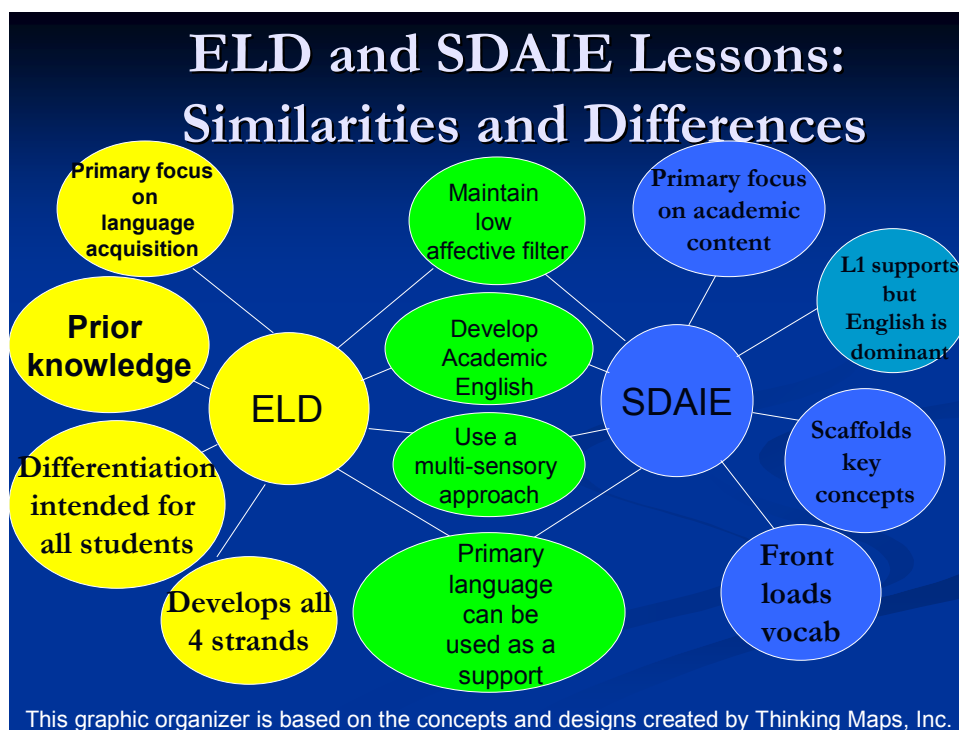 ELD and SDAIE Lessons:
Similarities and Differences
Primary focus
on
language
acquisition
Prior
knowledge
Differentiation
intended for
all students
Develops all
4 strands
ELD
Maintain
low
affective filter
Develop
Academic
English
Use a
multi-sensory
approach
Primary
language
can be
used as a
support
SDAIE
Primary focus
on academic
content
L1 supports
but
English is
dominant
Scaffolds
key
concepts
Front
loads
vocab
This graphic organizer is based on the concepts and designs created by Thinking Maps, Inc.